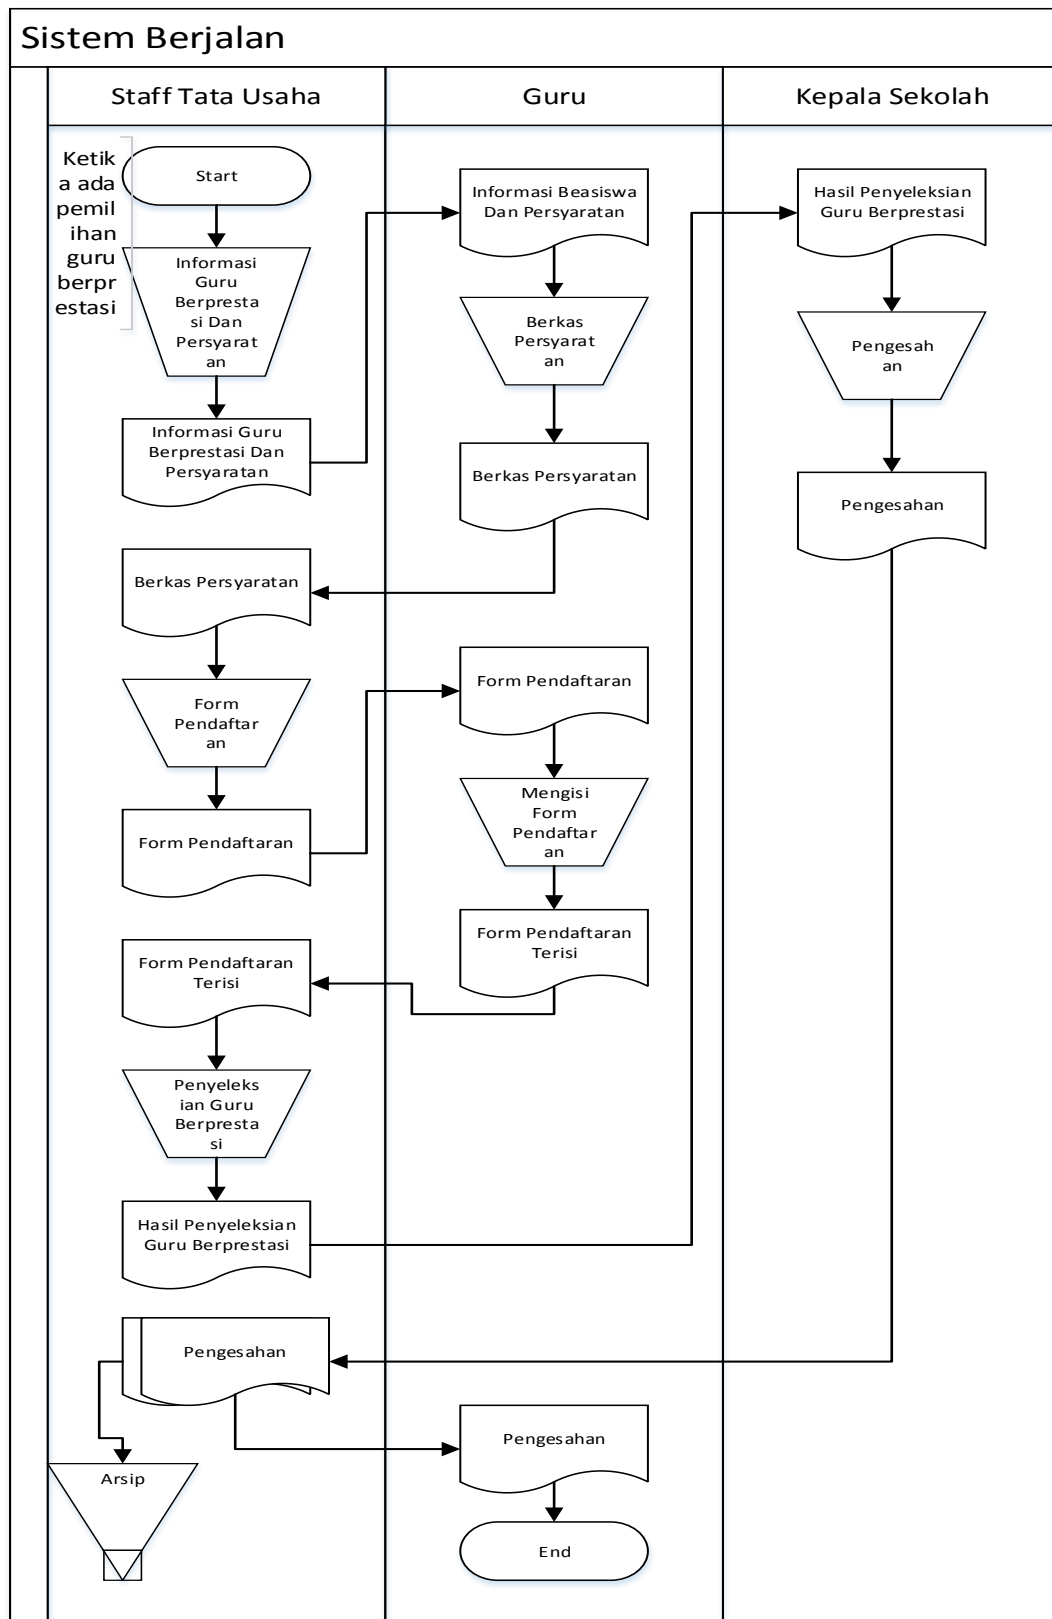 Sistem Berjalan
Staff Tata Usaha
Guru
Kepala Sekolah
Ketik
a ada
pemil
ihan
guru
berpr
estasi
Start
Informasi
Guru
Berpresta
si Dan
Persyarat
an
Informasi Guru
Berprestasi Dan
Persyaratan
Berkas Persyaratan
Form
Pendaftar
an
Form Pendaftaran
Form Pendaftaran
Terisi
Penyeleks
ian Guru
Berpresta
si
Hasil Penyeleksian
Guru Berprestasi
Pengesahan
Arsip
Informasi Beasiswa
Dan Persyaratan
Berkas
Persyarat
an
Berkas Persyaratan
Form Pendaftaran
Mengisi
Form
Pendaftar
an
Form Pendaftaran
Terisi
Pengesahan
End
Hasil Penyeleksian
Guru Berprestasi
Pengesah
an
Pengesahan